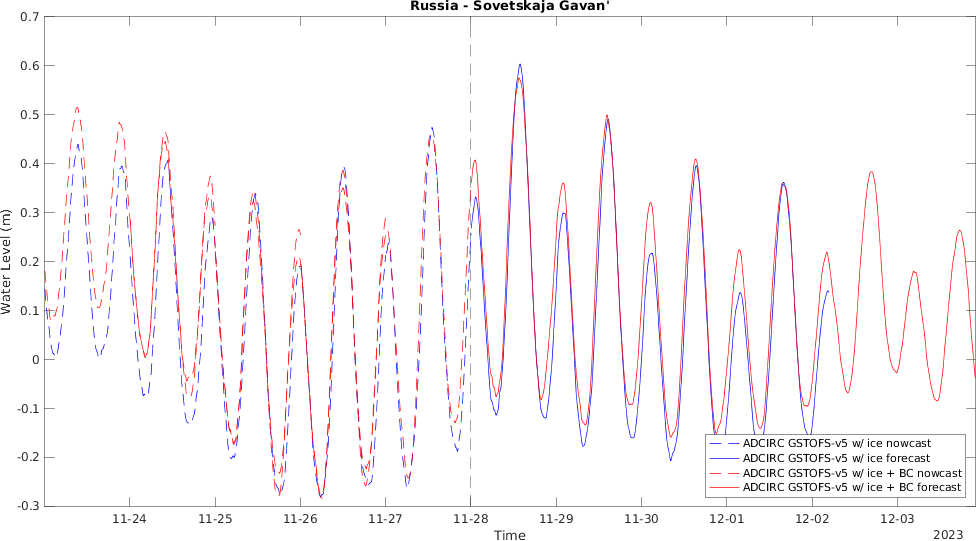 Russia - Sovetskaja Gavan'
0.7
0.6
0.5
0.4
0.3
0.2
0.1
0
-0.1
-0.2
-0.3
Water Level (m)
ADCIRC GSTOFS-v5 w/ ice nowcast
ADCIRC GSTOFS-v5 w/ ice forecast
ADCIRC GSTOFS-v5 w/ ice + BC nowcast
ADCIRC GSTOFS-v5 w/ ice + BC forecast
11-24 11-25 11-26 11-27 11-28 11-29 11-30 12-01 12-02 12-03
Time
2023